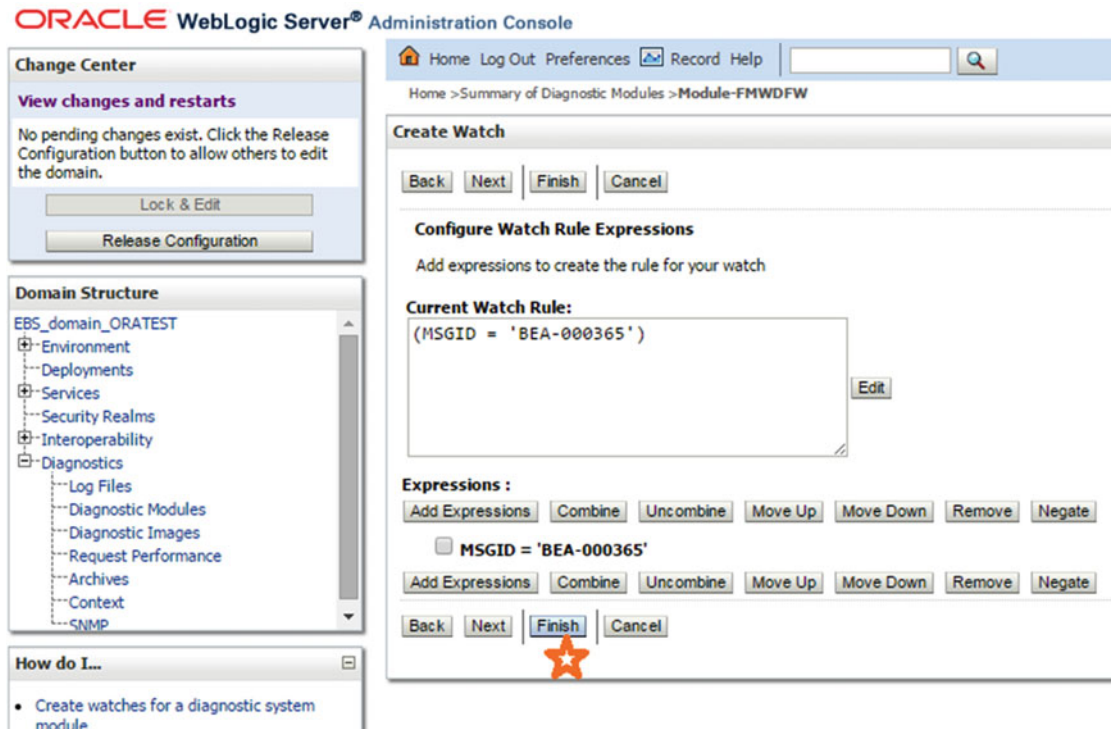 ORACLE WebLogic Server® Administration Console
Change Center
View changes and restarts
No pending changes exist. Click the Release
Configuration button to allow others to edit
the domain.
Lock & Edit
Release Configuration
Domain Structure
EBS_domain_ORATEST
Environment
Deployments
Services
Security Realms
Interoperability
Diagnostics
Log Files
Diagnostic Modules
Diagnostic Images
Request Performance
Archives
Context
SNMP
How do I...
Create watches for a diagnostic system
module
Home Log Out Preferences Record Help
Home >Summary of Diagnostic Modules >Module-FMWDFW
Create Watch
Back Next Finish Cancel
Configure Watch Rule Expressions
Add expressions to create the rule for your watch
Current Watch Rule:
(MSGID = 'BEA-000365')
Edit
Expressions :
Add Expressions Combine Uncombine Move Up Move Down Remove Negate
MSGID = 'BEA-000365'
Add Expressions Combine Uncombine Move Up Move Down Remove Negate
Back Next Finish Cancel